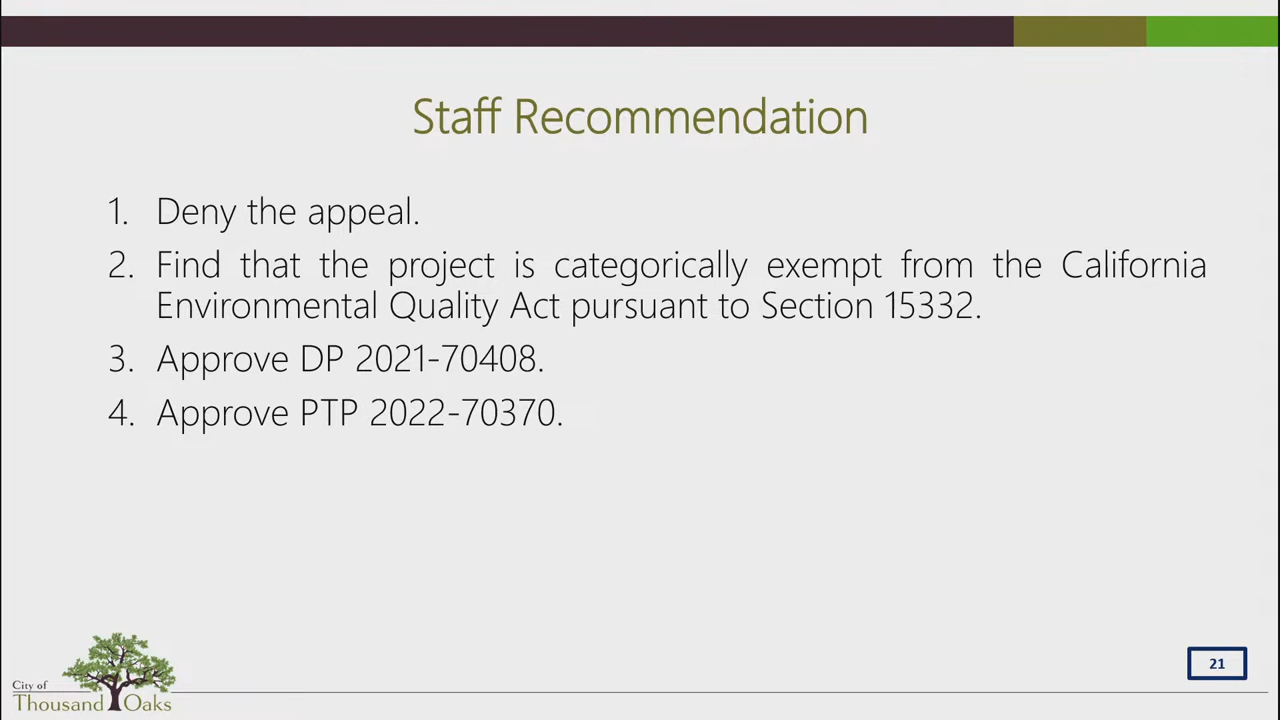 Staff Recommendation
1. Deny the appeal.
2. Find that the project is categorically exempt from the California
Environmental Quality Act pursuant to Section 15332.
3. Approve DP 2021-70408.
4. Approve PTP 2022-70370.
City of
Thousand Oaks
21